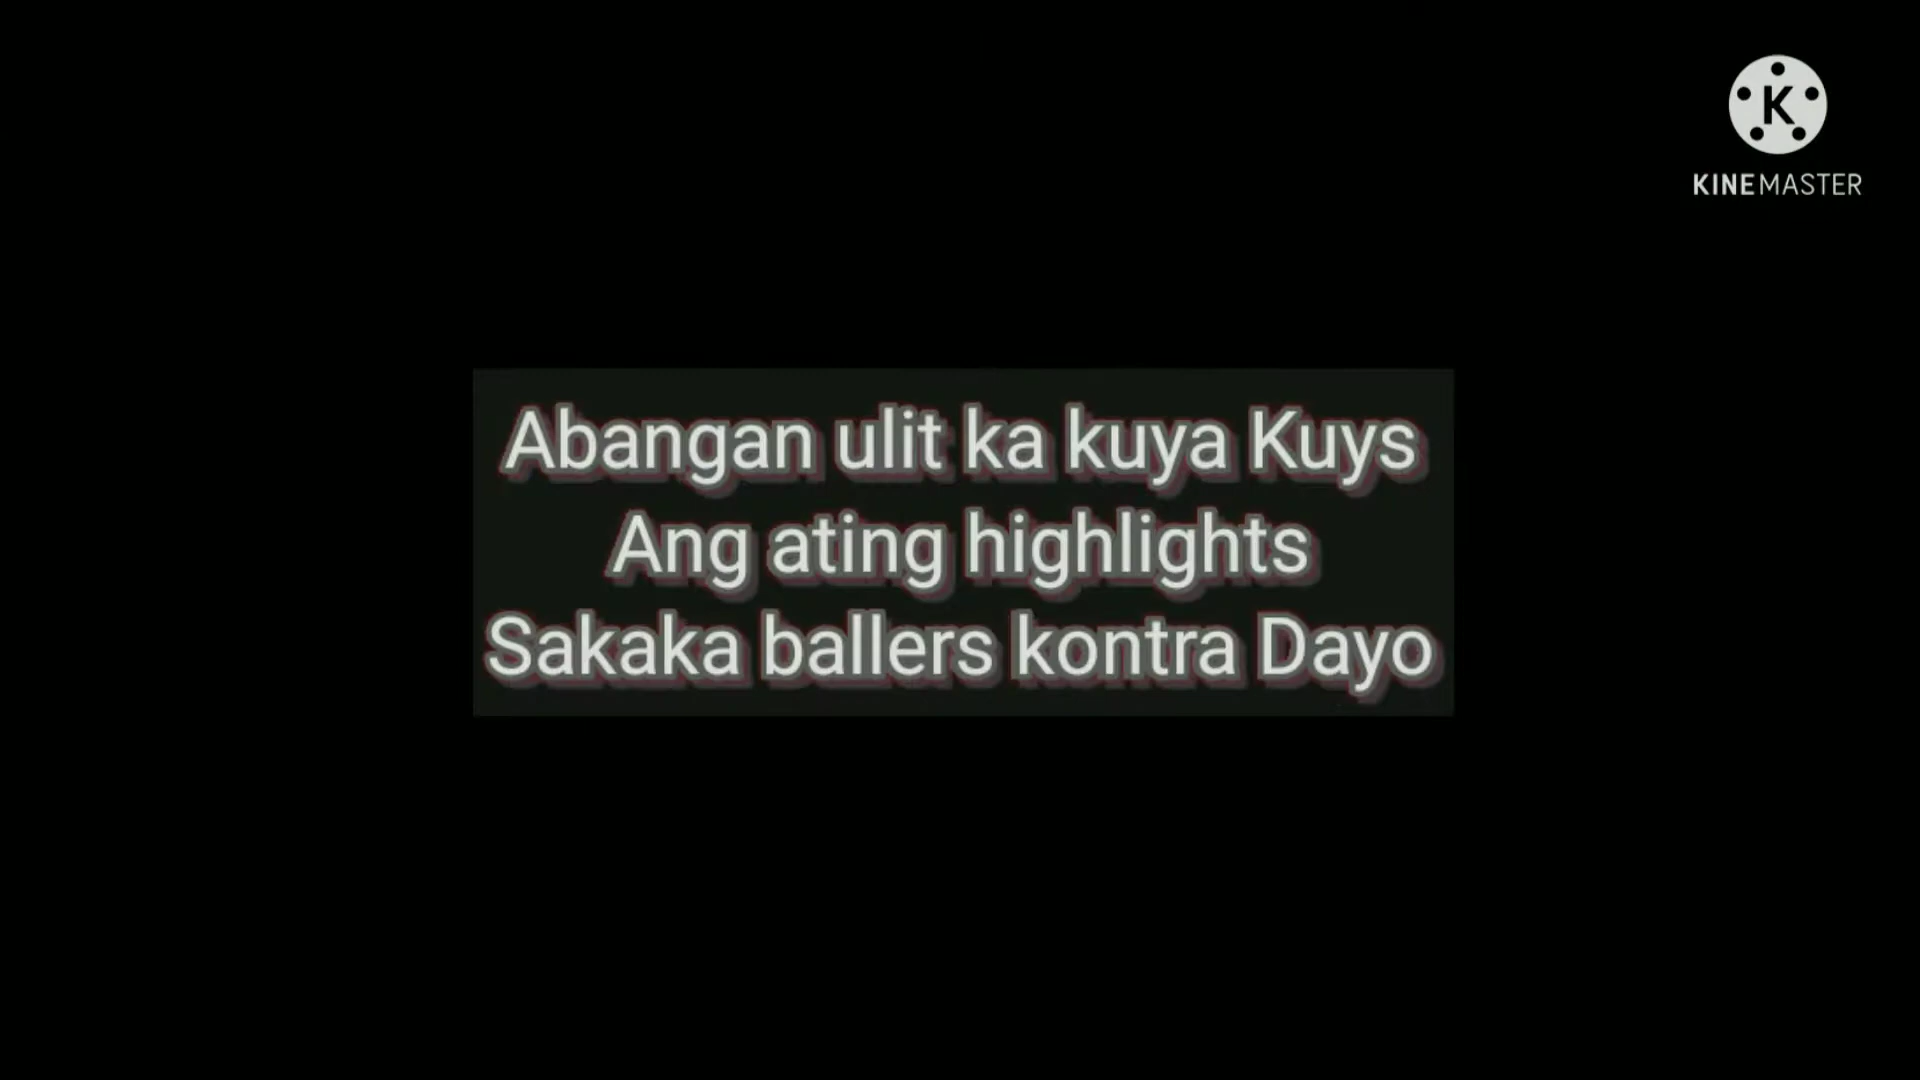 K
KINEMASTER
Abangan ulit ka kuya Kuys
Ang ating highlights
Sakaka ballers kontra Dayo